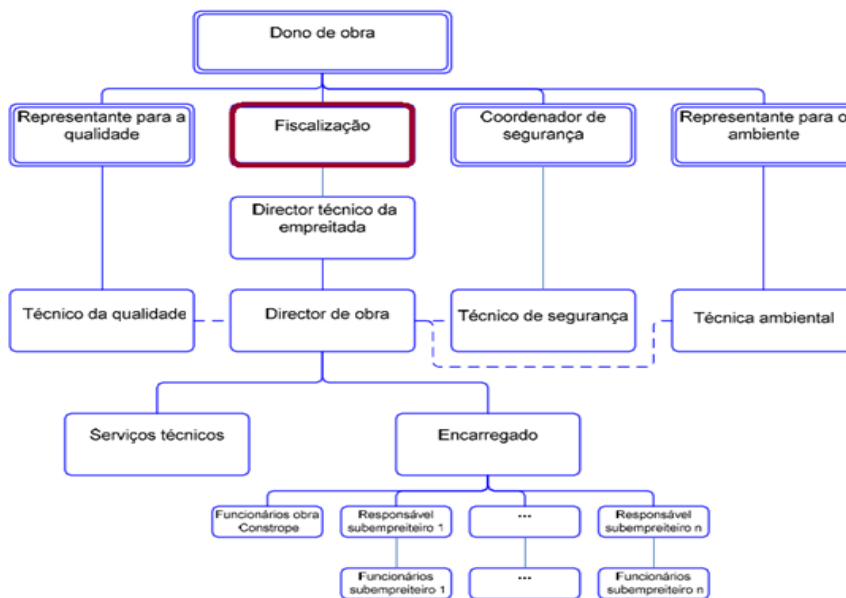 Dono de obra
Representante para a
qualidade
Fiscalização
Coordenador de
segurança
Representante para o
ambiente
Director técnico da
empreitada
Técnico da qualidade
Director de obra
Técnico de segurança
Técnica ambiental
Serviços técnicos
Encarregado
Funcionários obra
Constrope
Responsável
subempreiteiro 1
...
Responsável
subempreiteiro n
Funcionários
subempreiteiro 1
...
Funcionários
subempreiteiro n